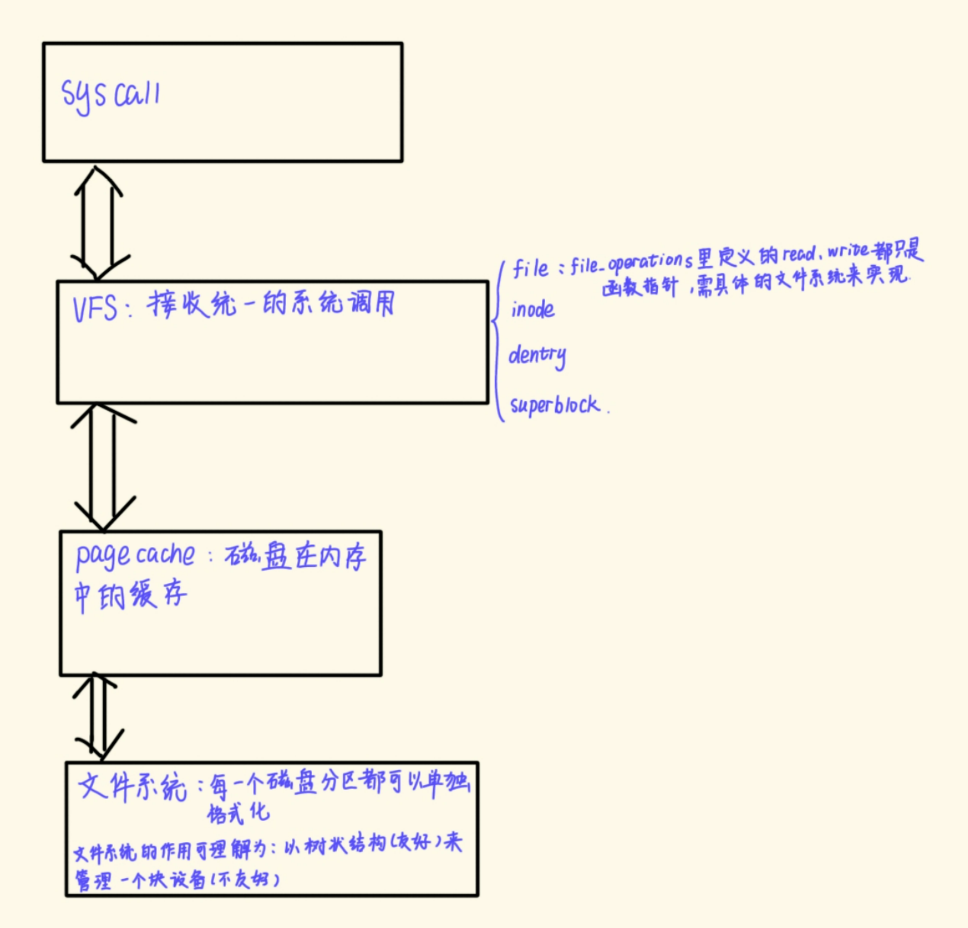 syscall
VFS：接收统一的系统调用
file：file_operations里定义的read、write都只是
函数指针，需具体的文件系统来实现.
inode
dentry
superblock.
page cache：磁盘在内存
中的缓存
文件系统：每一个磁盘分区都可以单独
格式化
文件系统的作用可理解为：以树状结构(友好)来
管理一个块设备(不友好)